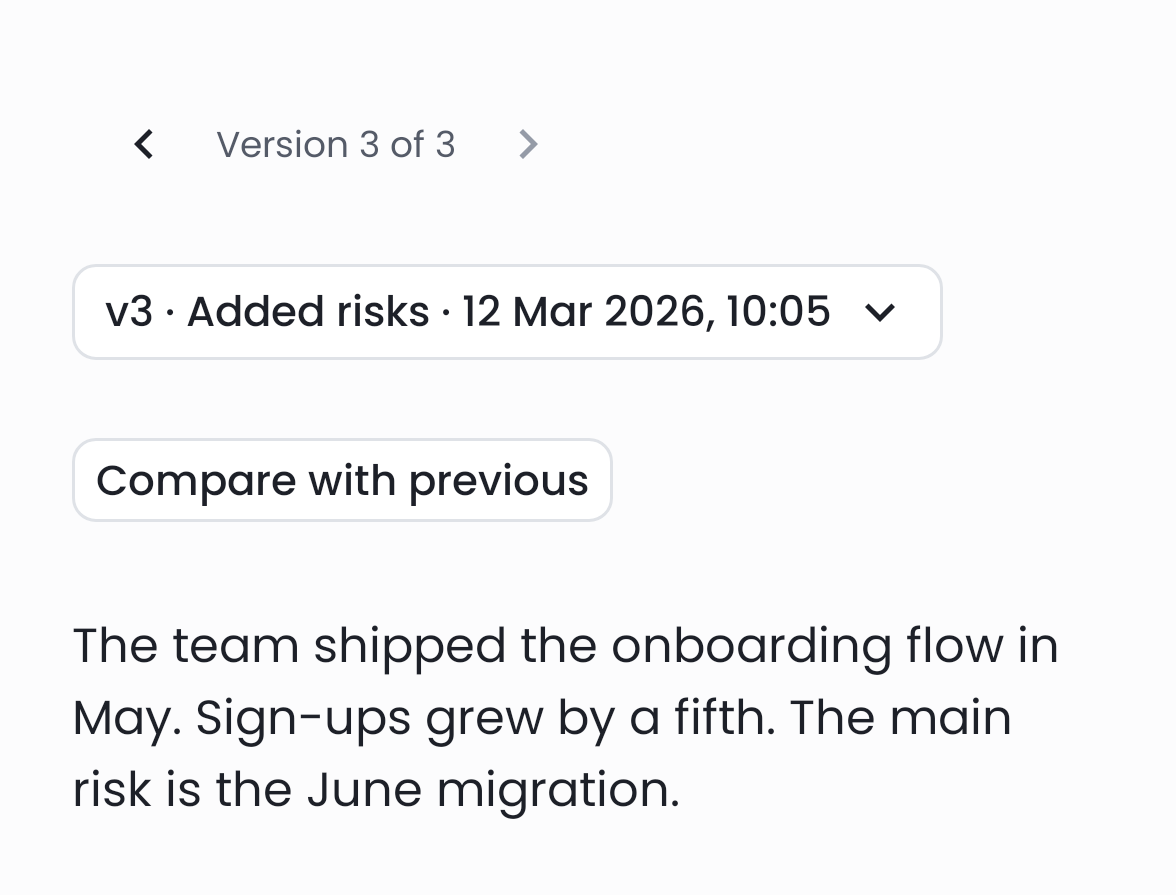 Version 3 of 3
v3 · Added risks · 12 Mar 2026, 10:05
Compare with previous
The team shipped the onboarding flow in
May. Sign-ups grew by a fifth. The main
risk is the June migration.